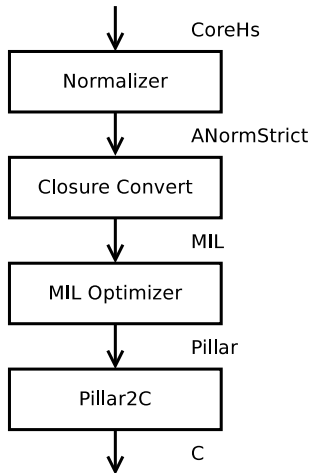 CoreHs
Normalizer
ANormStrict
Closure Convert
MIL
MIL Optimizer
Pillar
Pillar2C
C